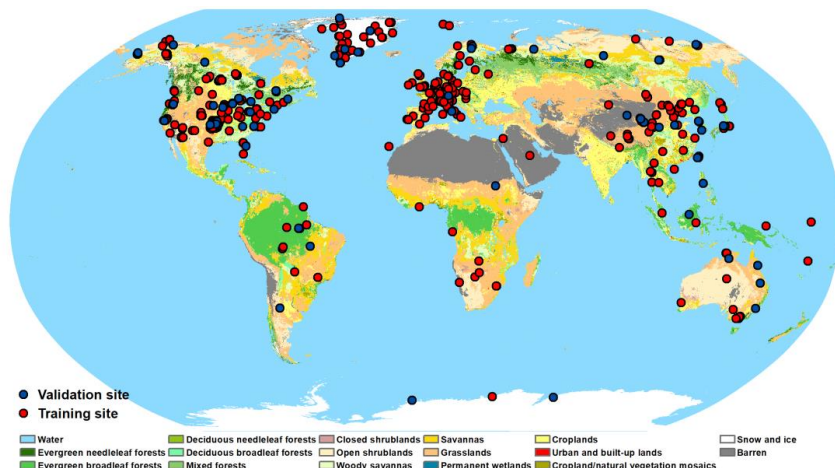 Validation site
Training site
Water
Deciduous needleleaf forests
Closed shrublands
Savannas
Croplands
Snow and ice
Evergreen needleleaf forests
Deciduous broadleaf forests
Open shrublands
Grasslands
Urban and built-up lands
Barren
Evergreen broadleaf forests
Mixed forests
Woody savannas
Permanent wetlands
Cropland/natural vegetation mosaics